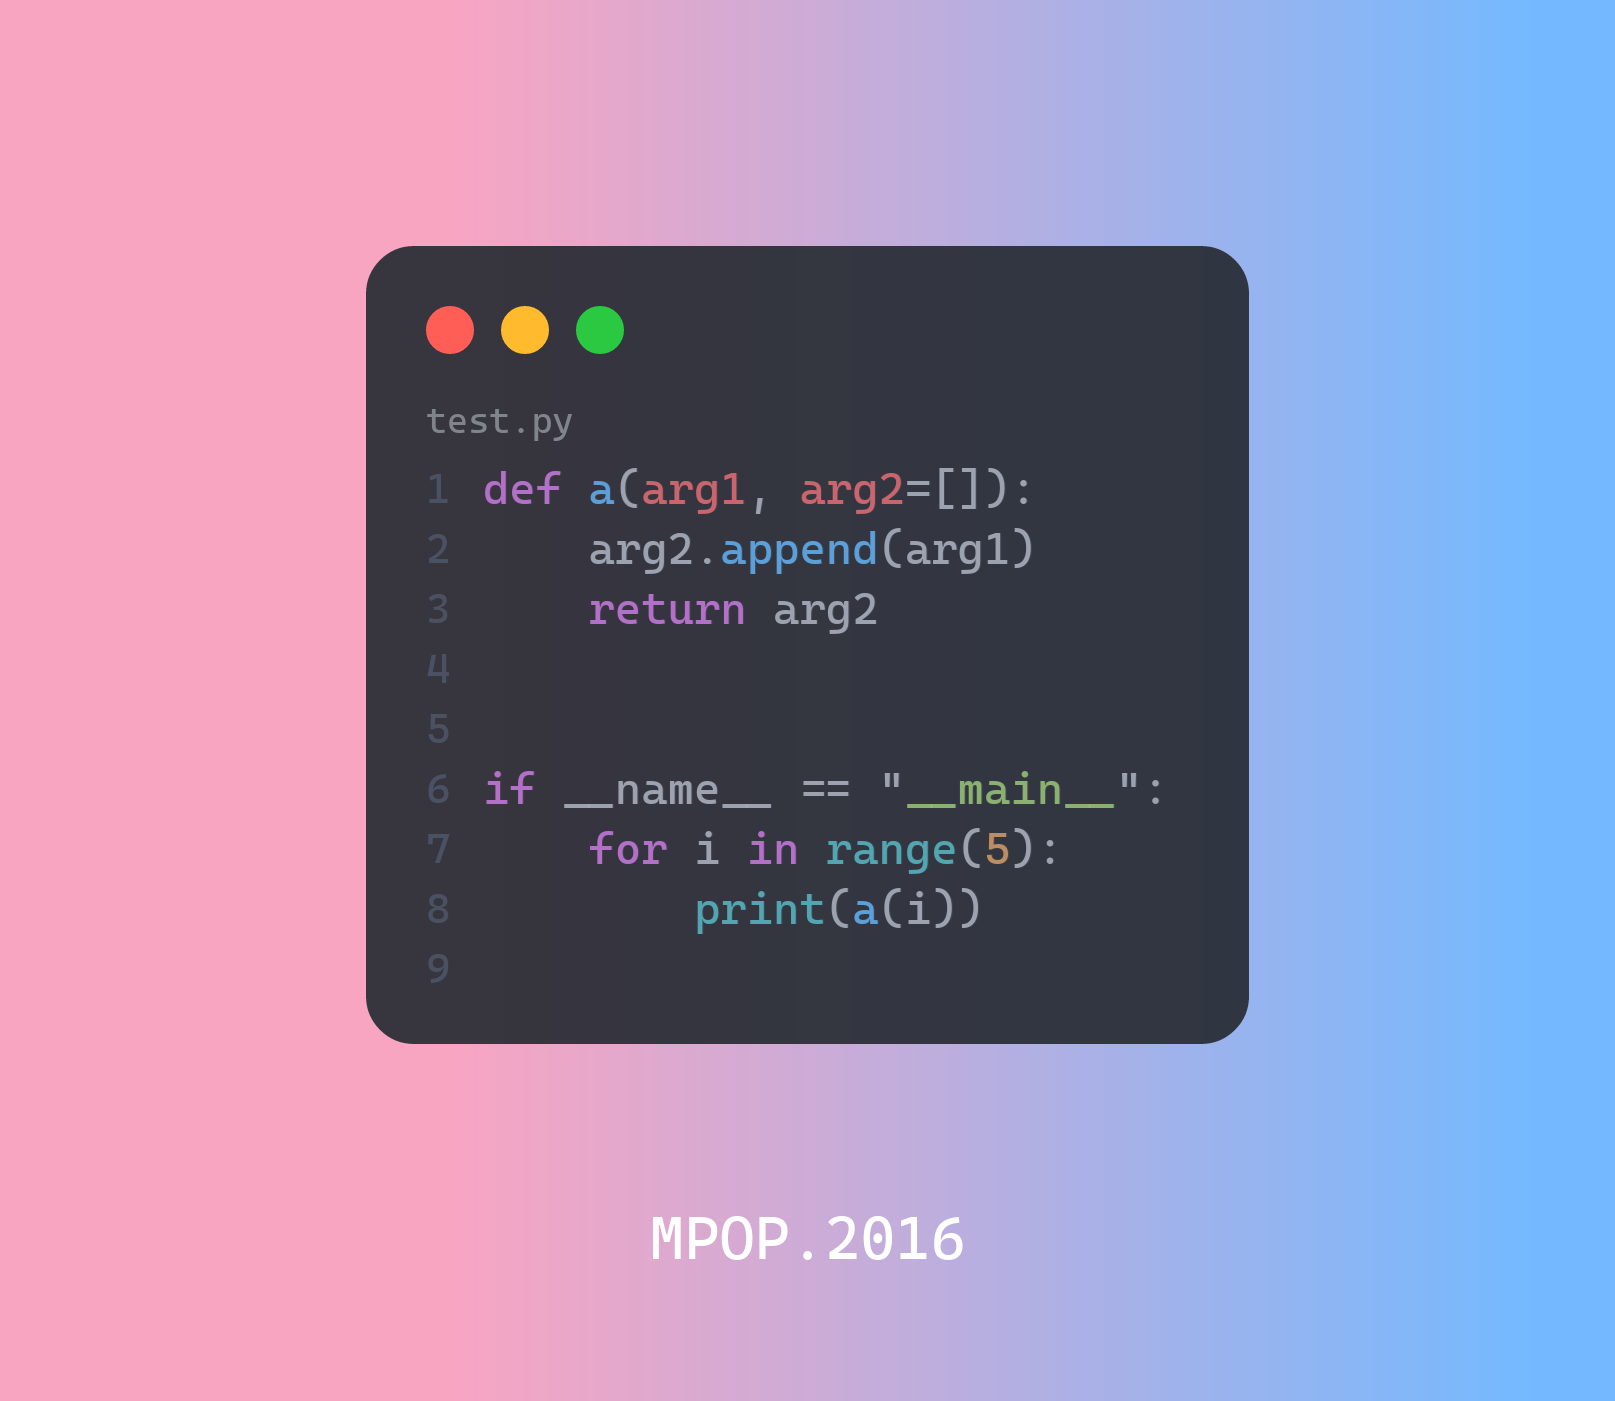 test.py
1 def a(arg1, arg2=[]):
2     arg2.append(arg1)
3     return arg2
4
5
6 if __name__ == "__main__":
7     for i in range(5):
8         print(a(i))
9
MPOP.2016